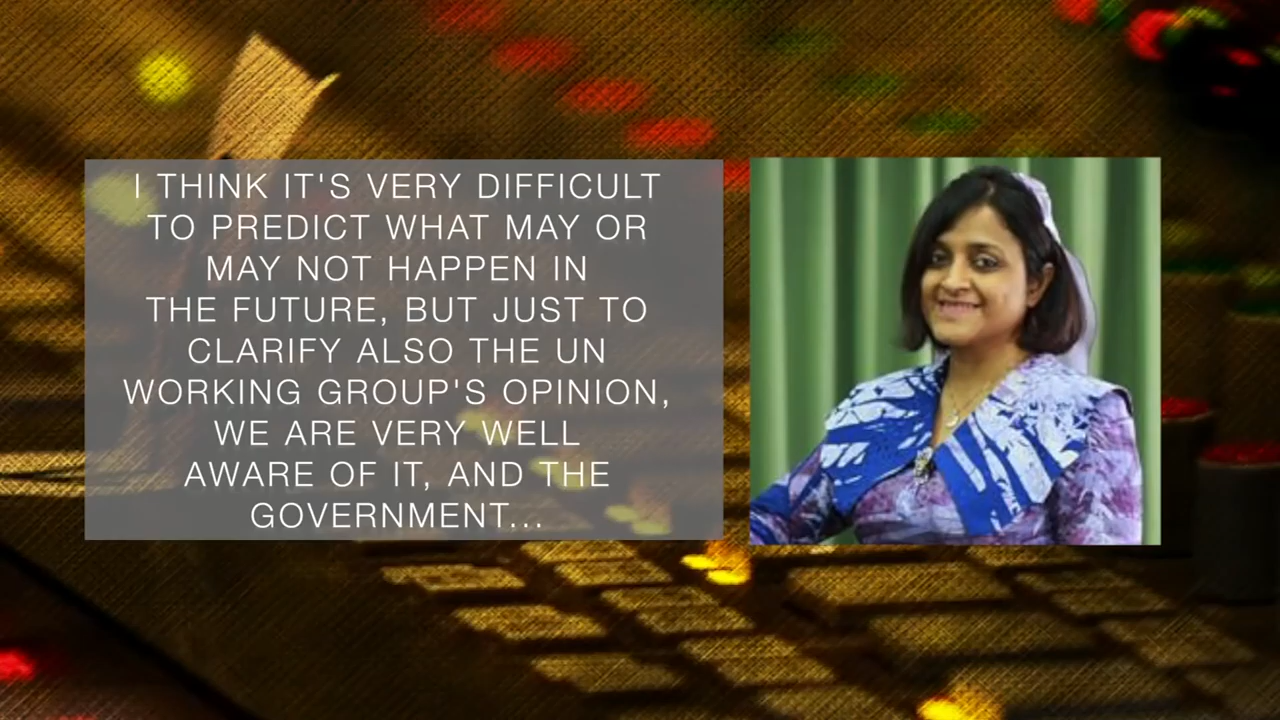 I THINK IT'S VERY DIFFICULT
TO PREDICT WHAT MAY OR
MAY NOT HAPPEN IN
THE FUTURE, BUT JUST TO
CLARIFY ALSO THE UN
WORKING GROUP'S OPINION,
WE ARE VERY WELL
AWARE OF IT, AND THE
GOVERNMENT...